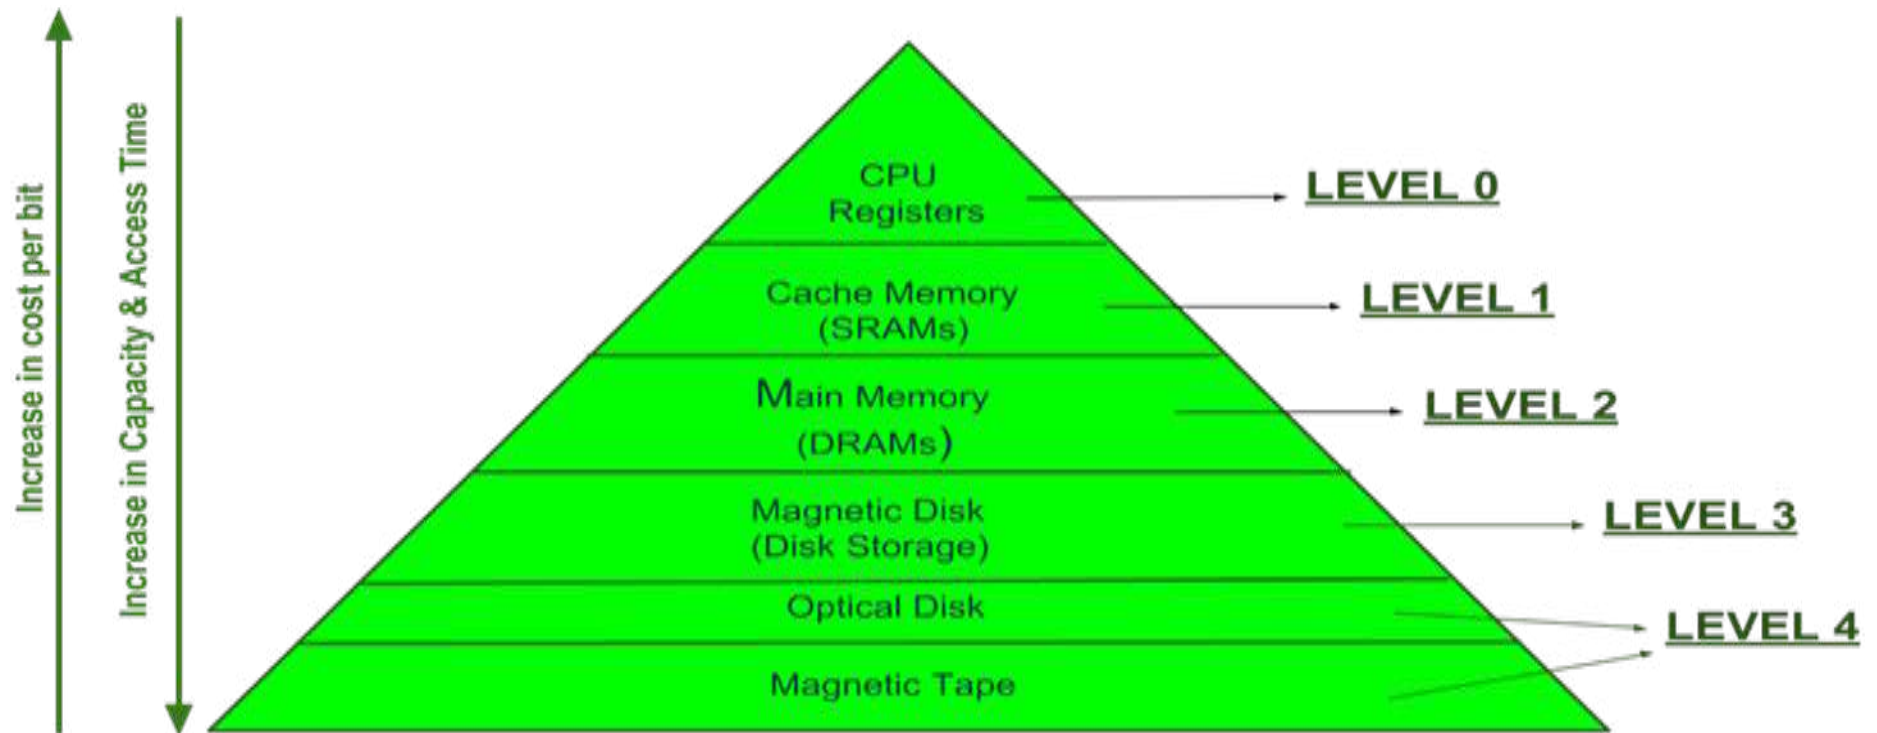 Increase in cost per bit
Increase in Capacity & Access Time
CPU
Registers
LEVEL 0
Cache Memory
(SRAMs)
LEVEL 1
Main Memory
(DRAMs)
LEVEL 2
Magnetic Disk
(Disk Storage)
LEVEL 3
Optical Disk
LEVEL 4
Magnetic Tape